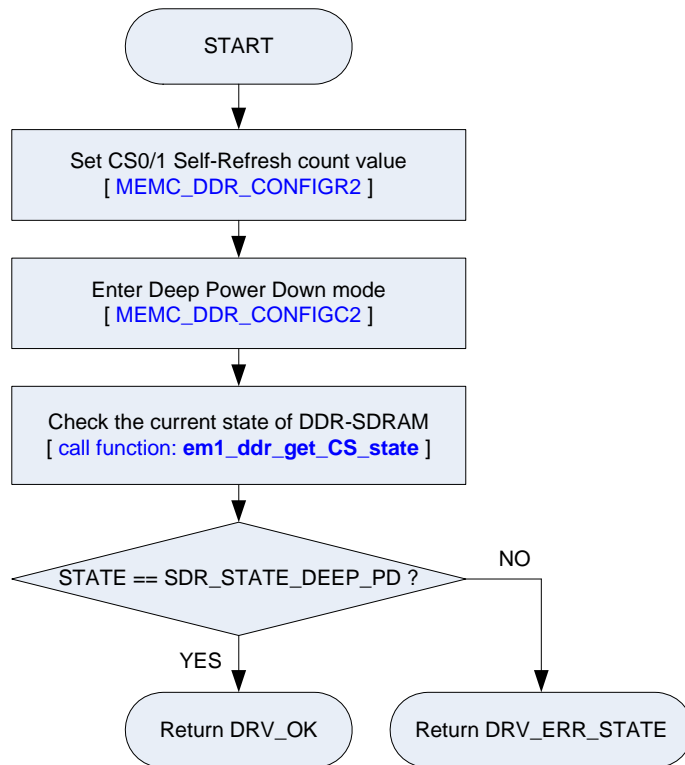 START
Set CS0/1 Self-Refresh count value
[ MEMC_DDR_CONFIGR2 ]
Enter Deep Power Down mode
[ MEMC_DDR_CONFIGC2 ]
Check the current state of DDR-SDRAM
[ call function: em1_ddr_get_CS_state ]
STATE == SDR_STATE_DEEP_PD ?
NO
YES
Return DRV_OK
Return DRV_ERR_STATE